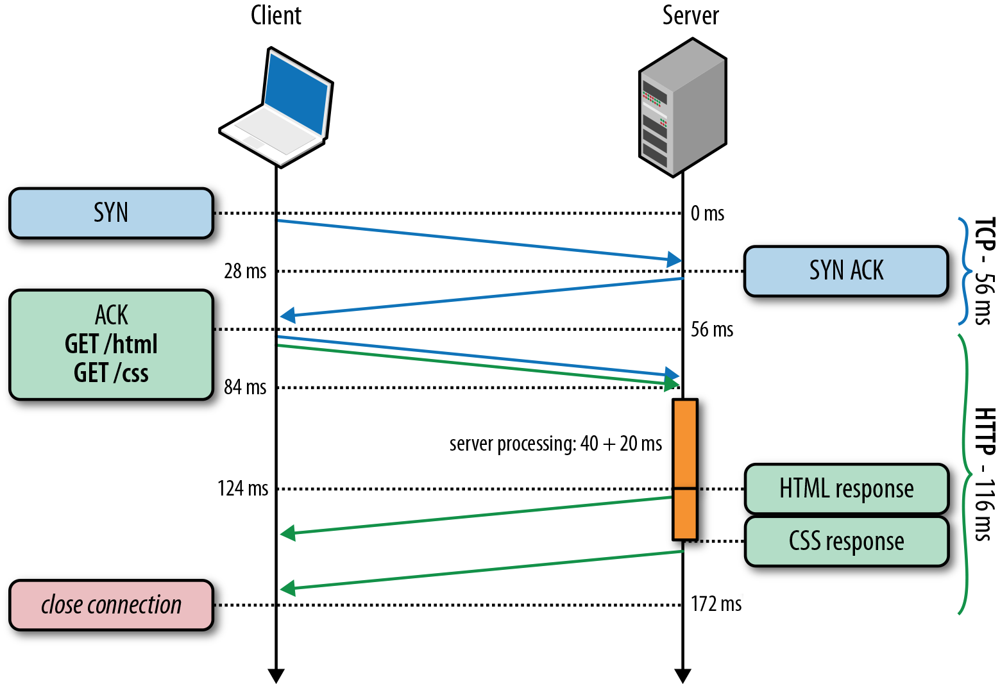 Client
Server
SYN
0 ms
28 ms
SYN ACK
TCP - 56 ms
ACK
GET /html
GET /css
56 ms
84 ms
server processing: 40 + 20 ms
HTTP - 116 ms
124 ms
HTML response
CSS response
close connection
172 ms